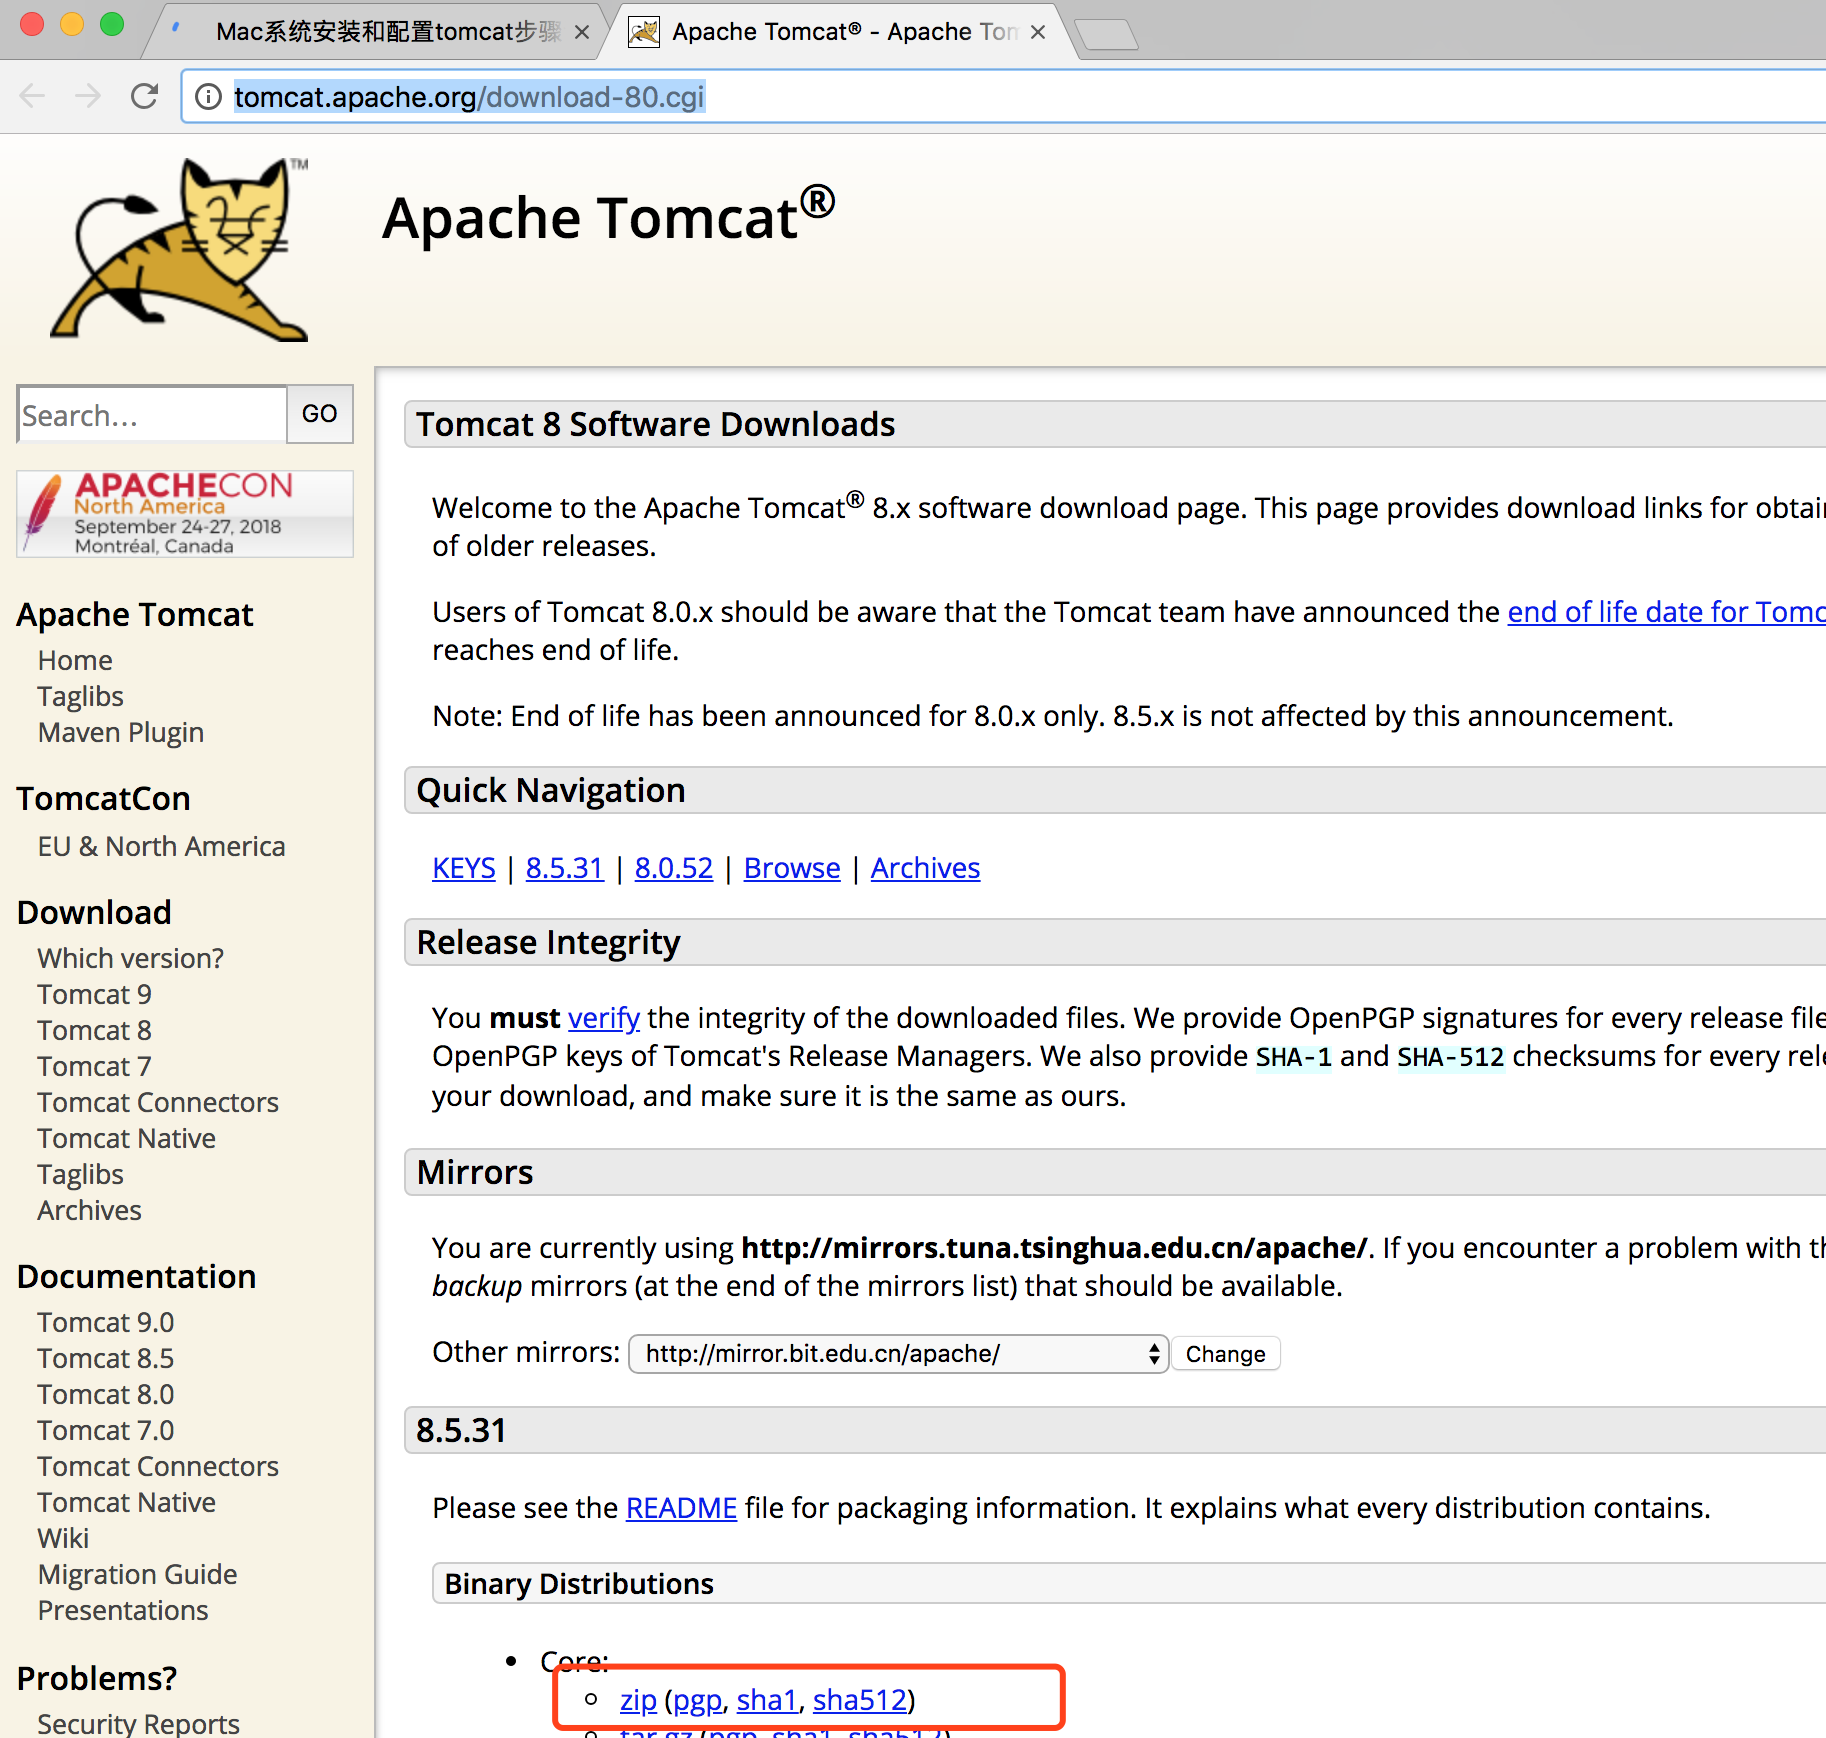 Mac系统安装和配置tomcat步骤
Apache Tomcat® - Apache Tom
tomcat.apache.org/download-80.cgi
TM
Apache Tomcat®
Search...
GO
APACHECON
North America
September 24-27, 2018
Montréal, Canada
Apache Tomcat
Home
Taglibs
Maven Plugin
TomcatCon
EU & North America
Download
Which version?
Tomcat 9
Tomcat 8
Tomcat 7
Tomcat Connectors
Tomcat Native
Taglibs
Archives
Documentation
Tomcat 9.0
Tomcat 8.5
Tomcat 8.0
Tomcat 7.0
Tomcat Connectors
Tomcat Native
Wiki
Migration Guide
Presentations
Problems?
Security Reports
Tomcat 8 Software Downloads
Welcome to the Apache Tomcat® 8.x software download page. This page provides download links for obtai
of older releases.
Users of Tomcat 8.0.x should be aware that the Tomcat team have announced the end of life date for Tomc
reaches end of life.
Note: End of life has been announced for 8.0.x only. 8.5.x is not affected by this announcement.
Quick Navigation
KEYS | 8.5.31 | 8.0.52 | Browse | Archives
Release Integrity
You must verify the integrity of the downloaded files. We provide OpenPGP signatures for every release file
OpenPGP keys of Tomcat's Release Managers. We also provide SHA-1 and SHA-512 checksums for every rele
your download, and make sure it is the same as ours.
Mirrors
You are currently using http://mirrors.tuna.tsinghua.edu.cn/apache/. If you encounter a problem with th
backup mirrors (at the end of the mirrors list) that should be available.
Other mirrors: http://mirror.bit.edu.cn/apache/ Change
8.5.31
Please see the README file for packaging information. It explains what every distribution contains.
Binary Distributions
Core:
zip (pgp, sha1, sha512)
tar.gz (pgp, sha1, sha512)